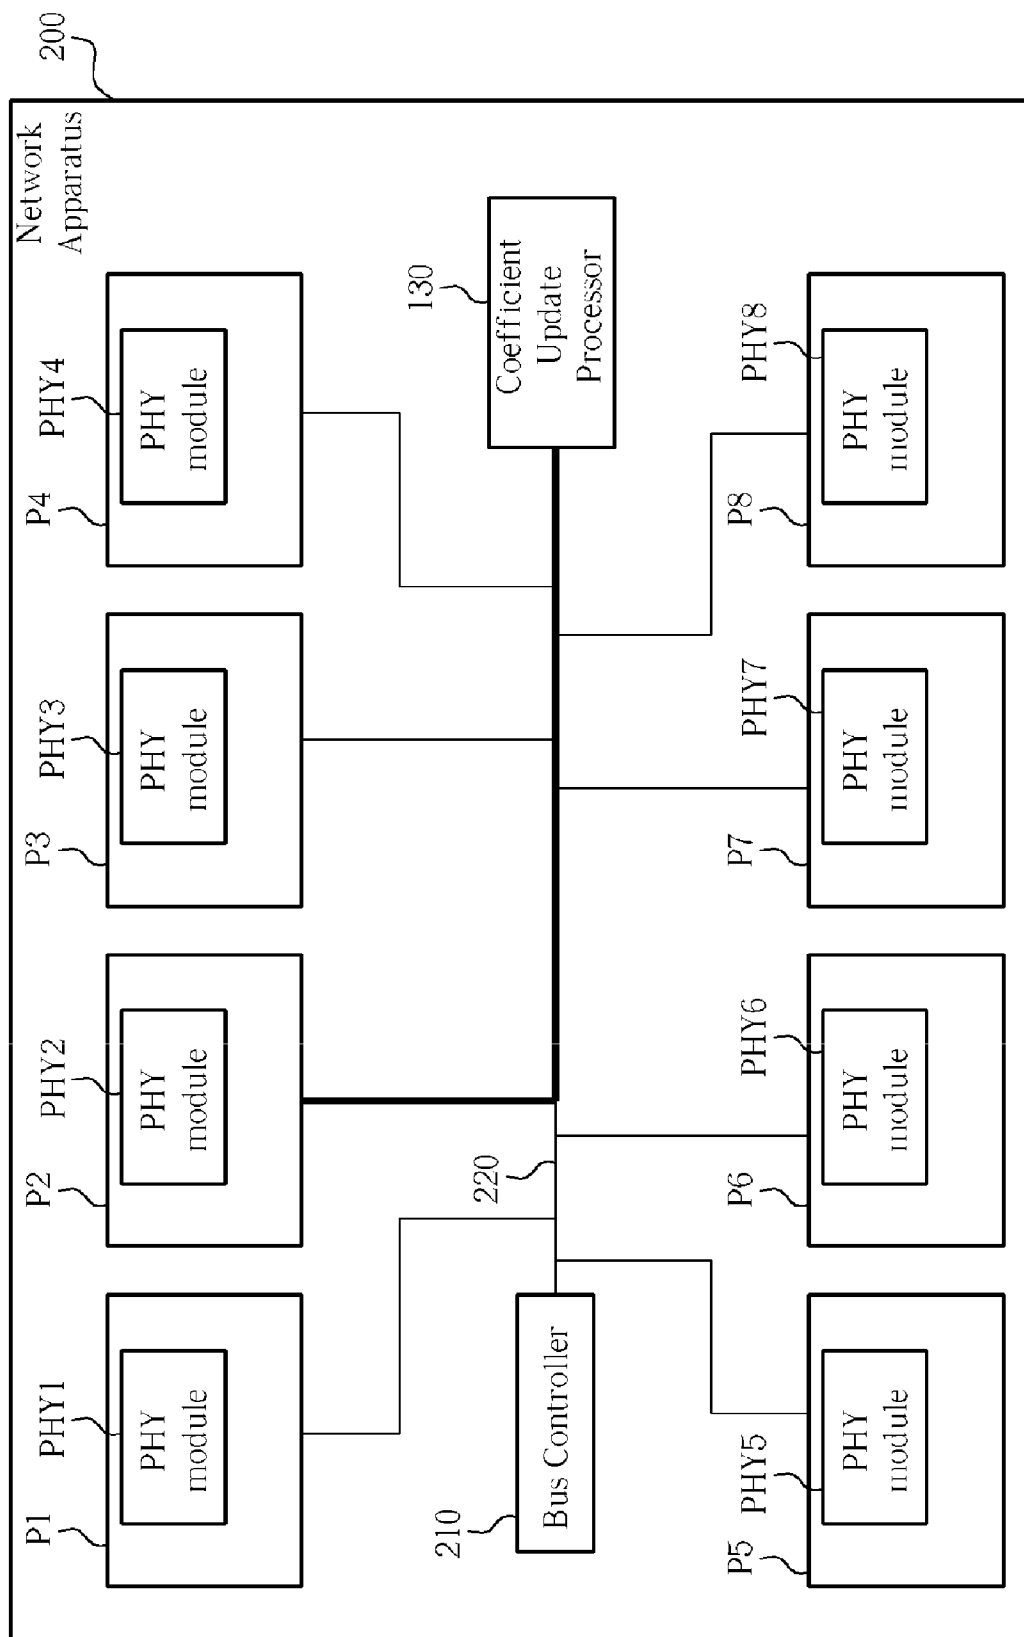 Network
Apparatus
200
P1
PHY1
PHY
module
P2
PHY2
PHY
module
P3
PHY3
PHY
module
P4
PHY4
PHY
module
210
Bus Controller
220
130
Coefficient
Update
Processor
P5
PHY5
PHY
module
P6
PHY6
PHY
module
P7
PHY7
PHY
module
P8
PHY8
PHY
module